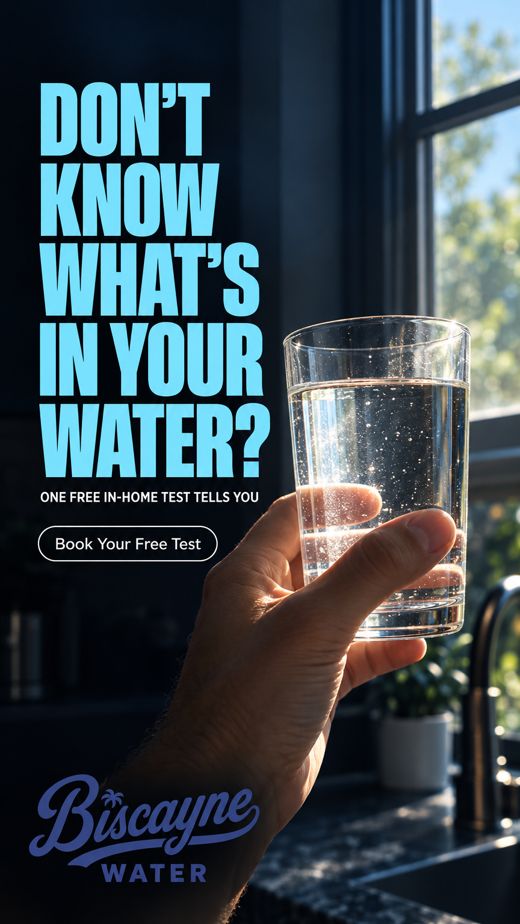 DON'T
KNOW
WHAT'S
IN YOUR
WATER?
ONE FREE IN-HOME TEST TELLS YOU
Book Your Free Test
Biscayne
WATER